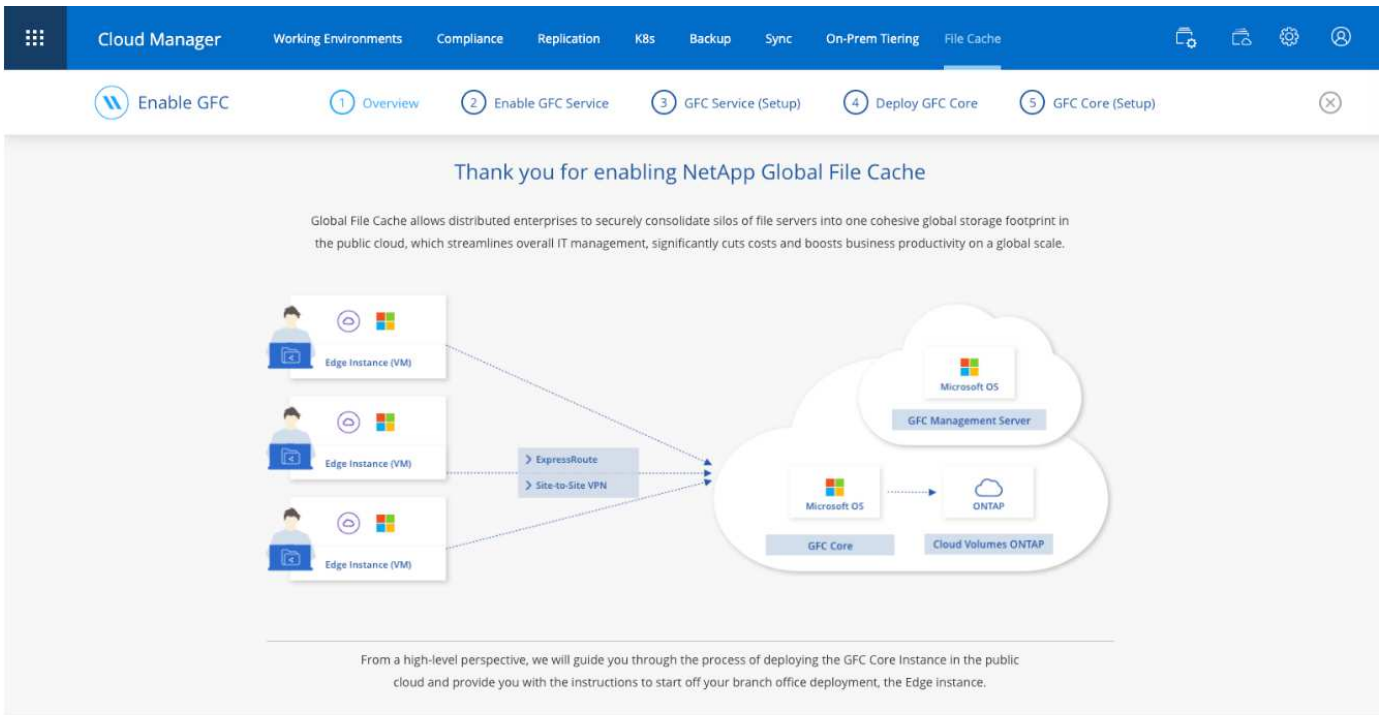 Cloud Manager
Working Environments
Compliance
Replication
K8s
Backup
Sync
On-Prem Tiering
File Cache
Enable GFC
1 Overview
2 Enable GFC Service
3 GFC Service (Setup)
4 Deploy GFC Core
5 GFC Core (Setup)
Thank you for enabling NetApp Global File Cache
Global File Cache allows distributed enterprises to securely consolidate silos of file servers into one cohesive global storage footprint in
the public cloud, which streamlines overall IT management, significantly cuts costs and boosts business productivity on a global scale.
Edge Instance (VM)
Edge Instance (VM)
Edge Instance (VM)
ExpressRoute
Site-to-Site VPN
Microsoft OS
GFC Management Server
Microsoft OS
GFC Core
ONTAP
Cloud Volumes ONTAP
From a high-level perspective, we will guide you through the process of deploying the GFC Core Instance in the public
cloud and provide you with the instructions to start off your branch office deployment, the Edge instance.